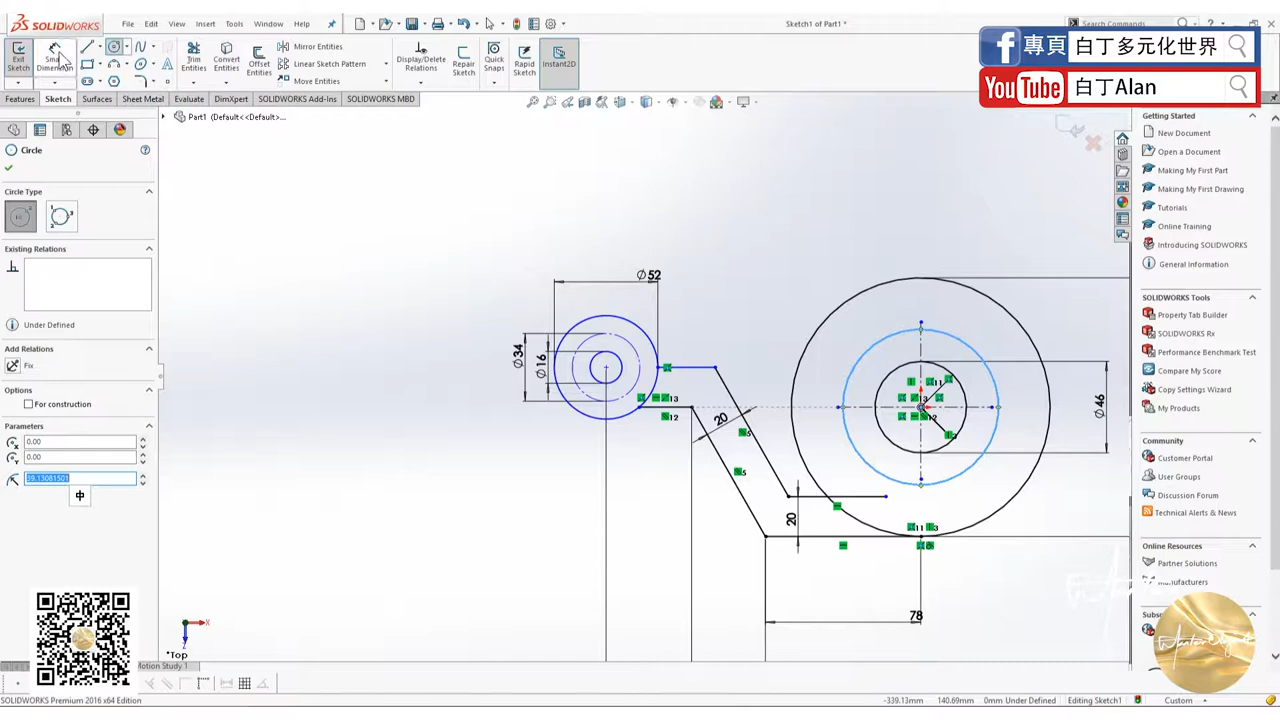 SOLIDWORKS
File Edit View Insert Tools Window Help
Sketch1 of Part1 *
Search Commands
Exit Sketch
Smart Dimension
Trim Entities
Convert Entities
Offset Entities
Mirror Entities
Linear Sketch Pattern
Move Entities
Display/Delete Relations
Repair Sketch
Quick Snaps
Rapid Sketch
Instant2D
專頁 白丁多元化世界
YouTube 白丁Alan
Features Sketch Surfaces Sheet Metal Evaluate DimXpert SOLIDWORKS Add-Ins SOLIDWORKS MBD
Part1 (Default<<Default>...
Circle
Circle Type
Existing Relations
Under Defined
Add Relations
Fix
Options
For construction
Parameters
0.00
0.00
39.13081501
中
Ø52
Ø34
Ø16
20
20
Ø46
78
*Top
Getting Started
New Document
Open a Document
Making My First Part
Making My First Drawing
Tutorials
Online Training
Introducing SOLIDWORKS
General Information
SOLIDWORKS Tools
Property Tab Builder
SOLIDWORKS Rx
Performance Benchmark Test
Compare My Score
Copy Settings Wizard
My Products
Community
Customer Portal
User Groups
Discussion Forum
Technical Alerts & News
Online Resources
Partner Solutions
Manufacturers
Motion Study 1
SOLIDWORKS Premium 2016 x64 Edition
-339.13mm 140.69mm 0mm Under Defined Editing Sketch1 Custom